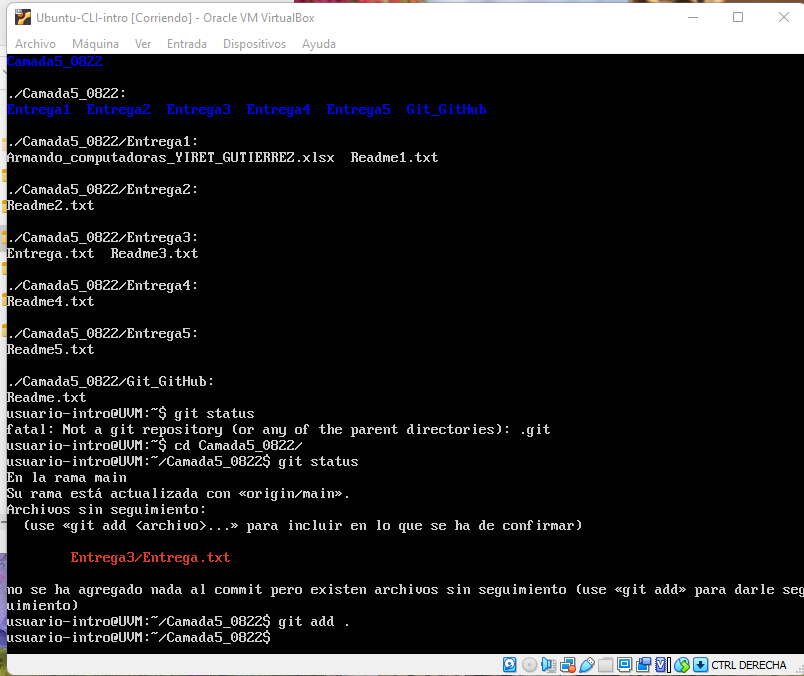 Ubuntu-CLI-intro [Corriendo] - Oracle VM VirtualBox
Archivo Máquina Ver Entrada Dispositivos Ayuda
Camada5_0822
./Camada5_0822:
Entrega1 Entrega2 Entrega3 Entrega4 Entrega5 Git_GitHub
./Camada5_0822/Entrega1:
Armando_computadoras_YIRET_GUTIERREZ.xlsx Readme1.txt
./Camada5_0822/Entrega2:
Readme2.txt
./Camada5_0822/Entrega3:
Entrega.txt Readme3.txt
./Camada5_0822/Entrega4:
Readme4.txt
./Camada5_0822/Entrega5:
Readme5.txt
./Camada5_0822/Git_GitHub:
Readme.txt
usuario-intro@UVM:~$ git status
fatal: Not a git repository (or any of the parent directories): .git
usuario-intro@UVM:~$ cd Camada5_0822/
usuario-intro@UVM:~/Camada5_0822$ git status
En la rama main
Su rama está actualizada con «origin/main».
Archivos sin seguimiento:
(use «git add <archivo>...» para incluir en lo que se ha de confirmar)
Entrega3/Entrega.txt
no se ha agregado nada al commit pero existen archivos sin seguimiento (use «git add» para darle seg
uimiento)
usuario-intro@UVM:~/Camada5_0822$ git add .
usuario-intro@UVM:~/Camada5_0822$
CTRL DERECHA